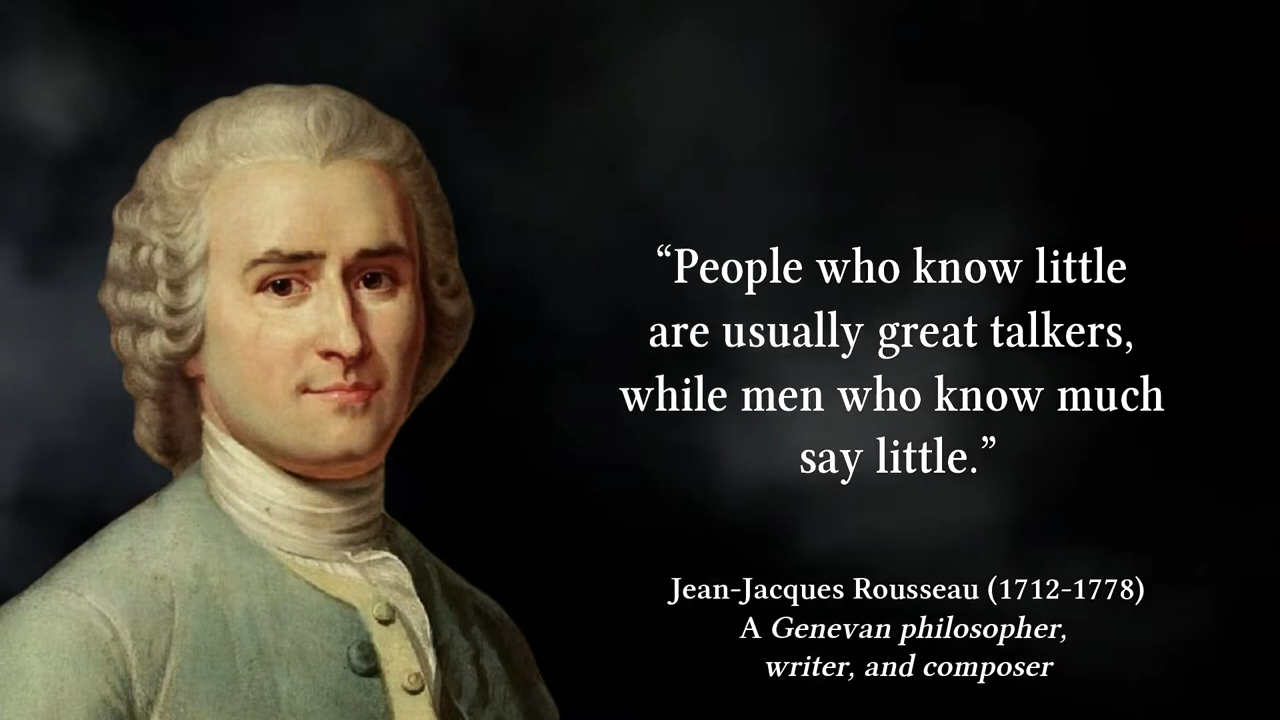 “People who know little
are usually great talkers,
while men who know much
say little.”
Jean-Jacques Rousseau (1712-1778)
A Genevan philosopher,
writer, and composer